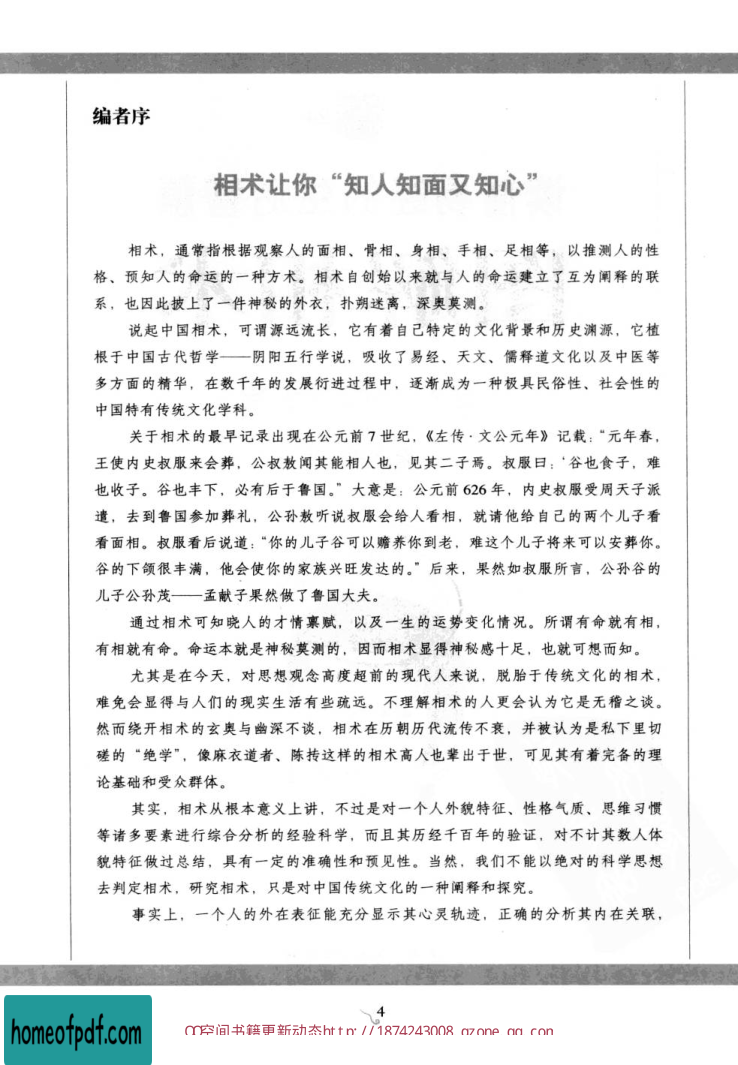 编者序
相术让你“知人知面又知心”
相术，通常指根据观察人的面相、骨相、身相、手相、足相等，以推测人的性
格、预知人的命运的一种方术。相术自创始以来就与人的命运建立了互为阐释的联
系，也因此披上了一件神秘的外衣，扑朔迷离，深奥莫测。
说起中国相术，可谓源远流长，它有着自己特定的文化背景和历史渊源，它植
根于中国古代哲学——阴阳五行学说，吸收了易经、天文、儒释道文化以及中医等
多方面的精华，在数千年的发展衍进过程中，逐渐成为一种极具民俗性、社会性的
中国特有传统文化学科。
关于相术的最早记录出现在公元前7世纪，《左传·文公元年》记载：“元年春，
王使内史叔服来会葬，公叔敖闻其能相人也，见其二子焉。叔服曰：‘谷也食子，难
也收子。谷也丰下，必有后于鲁国。”大意是：公元前626年，内史叔服受周天子派
遣，去到鲁国参加葬礼，公孙敖听说叔服会给人看相，就请他给自己的两个儿子看
看面相。叔服看后说道：“你的儿子谷可以赡养你到老，难这个儿子将来可以安葬你。
谷的下颌很丰满，他会使你的家族兴旺发达的。”后来，果然如叔服所言，公孙谷的
儿子公孙茂——孟献子果然做了鲁国大夫。
通过相术可知晓人的才情禀赋，以及一生的运势变化情况。所谓有命就有相，
有相就有命。命运本就是神秘莫测的，因而相术显得神秘感十足，也就可想而知。
尤其是在今天，对思想观念高度超前的现代人来说，脱胎于传统文化的相术，
难免会显得与人们的现实生活有些疏远。不理解相术的人更会认为它是无稽之谈。
然而绕开相术的玄奥与幽深不谈，相术在历朝历代流传不衰，并被认为是私下里切
磋的“绝学”，像麻衣道者、陈抟这样的相术高人也辈出于世，可见其有着完备的理
论基础和受众群体。
其实，相术从根本意义上讲，不过是对一个人外貌特征、性格气质、思维习惯
等诸多要素进行综合分析的经验科学，而且其历经千百年的验证，对不计其数人体
貌特征做过总结，具有一定的准确性和预见性。当然，我们不能以绝对的科学思想
去判定相术，研究相术，只是对中国传统文化的一种阐释和探究。
事实上，一个人的外在表征能充分显示其心灵轨迹，正确的分析其内在关联，
4
QQ空间书籍更新动态http://1874243008.qzone.qq.com
homeofpdf.com